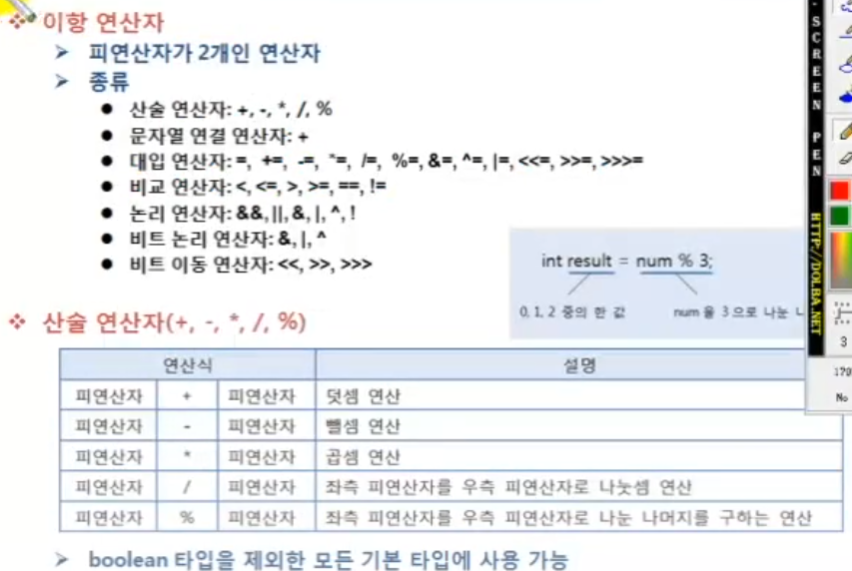 ❖ 이항 연산자
➢ 피연산자가 2개인 연산자
➢ 종류
● 산술 연산자: +, -, *, /, %
● 문자열 연결 연산자: +
● 대입 연산자: =, +=, -=, *=, /=, %=, &=, ^=, |=, <<=, >>=, >>>=
● 비교 연산자: <, <=, >, >=, ==, !=
● 논리 연산자: &&, ||, &, |, ^, !
● 비트 논리 연산자: &, |, ^
● 비트 이동 연산자: <<, >>, >>>
int result = num % 3;
0, 1, 2 중의 한 값 num 을 3 으로 나눈
❖ 산술 연산자(+, -, *, /, %)
연산식 설명
피연산자 + 피연산자 덧셈 연산
피연산자 - 피연산자 뺄셈 연산
피연산자 * 피연산자 곱셈 연산
피연산자 / 피연산자 좌측 피연산자를 우측 피연산자로 나눗셈 연산
피연산자 % 피연산자 좌측 피연산자를 우측 피연산자로 나눈 나머지를 구하는 연산
➢ boolean 타입을 제외한 모든 기본 타입에 사용 가능
- SCREEN PEN HTTP://DOLBA.NET
3
170
No